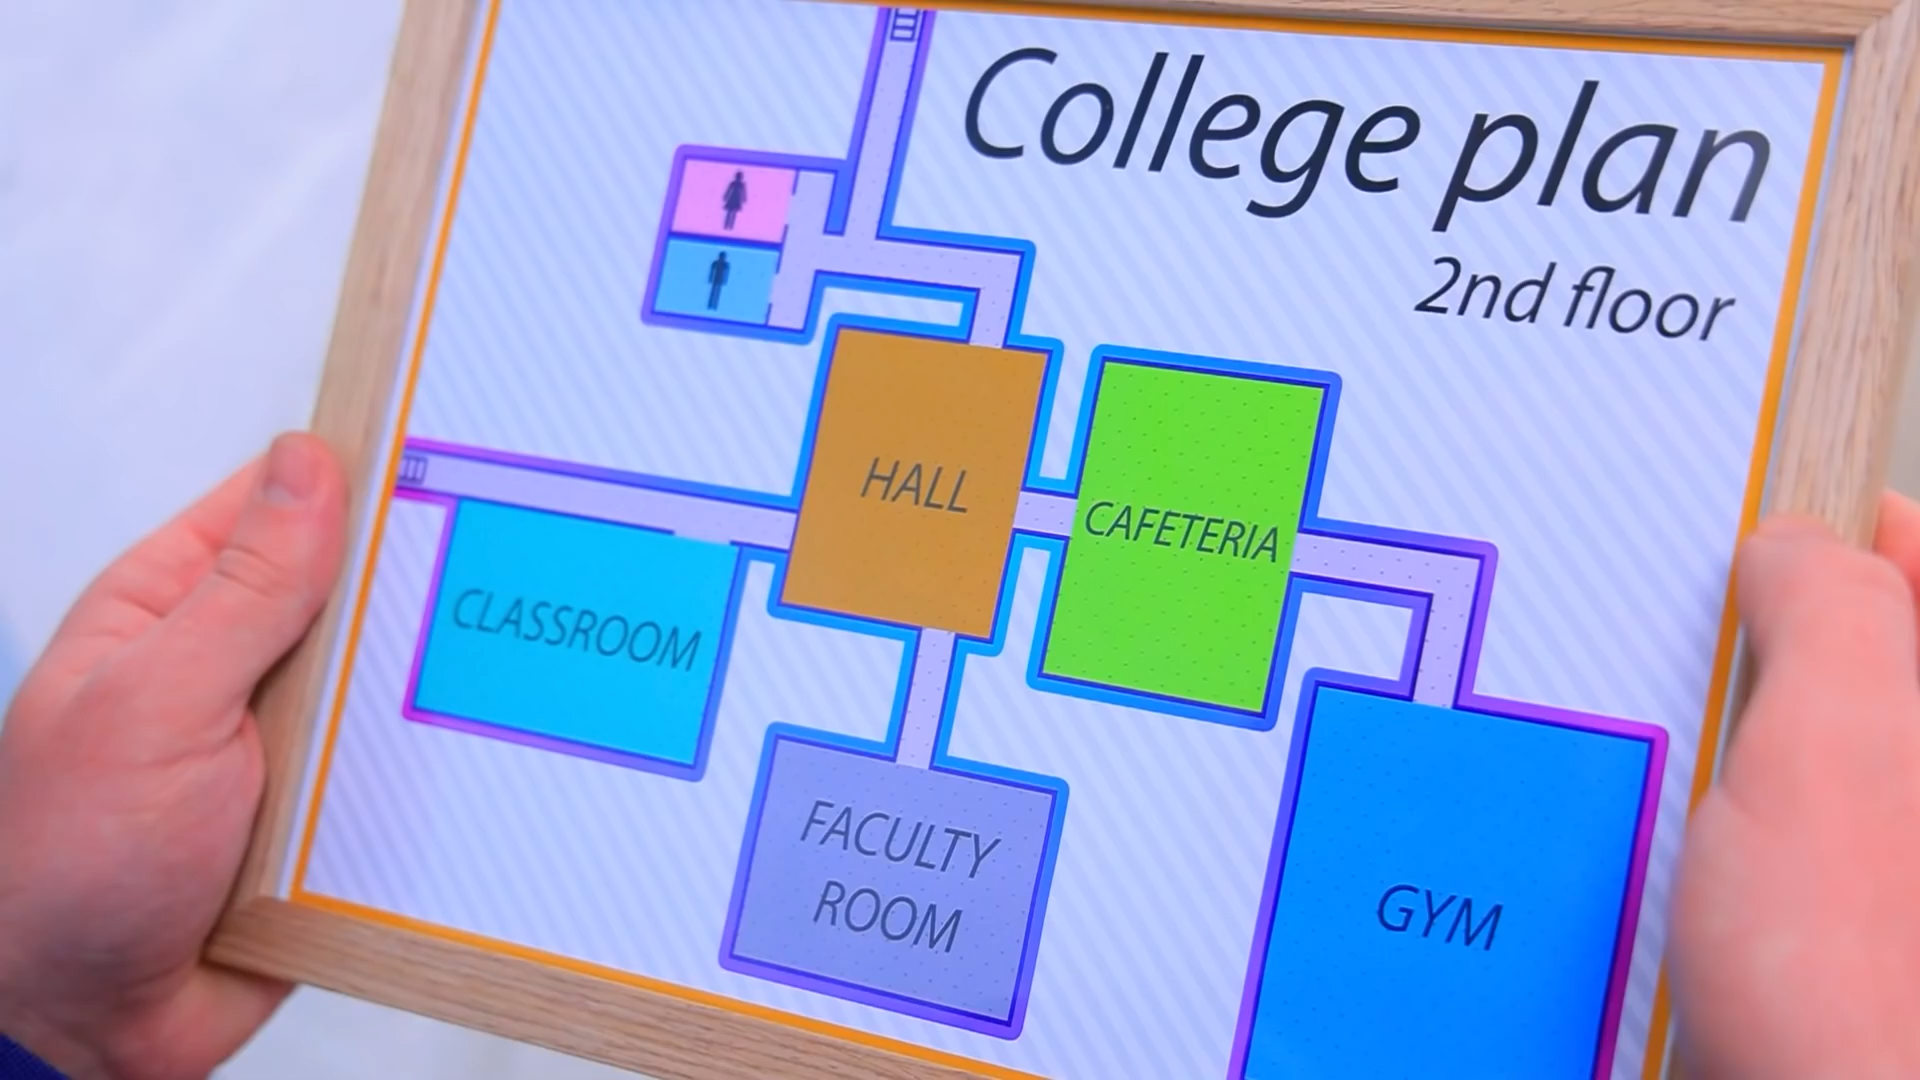 College plan
2nd floor
HALL
CAFETERIA
CLASSROOM
FACULTY
ROOM
GYM